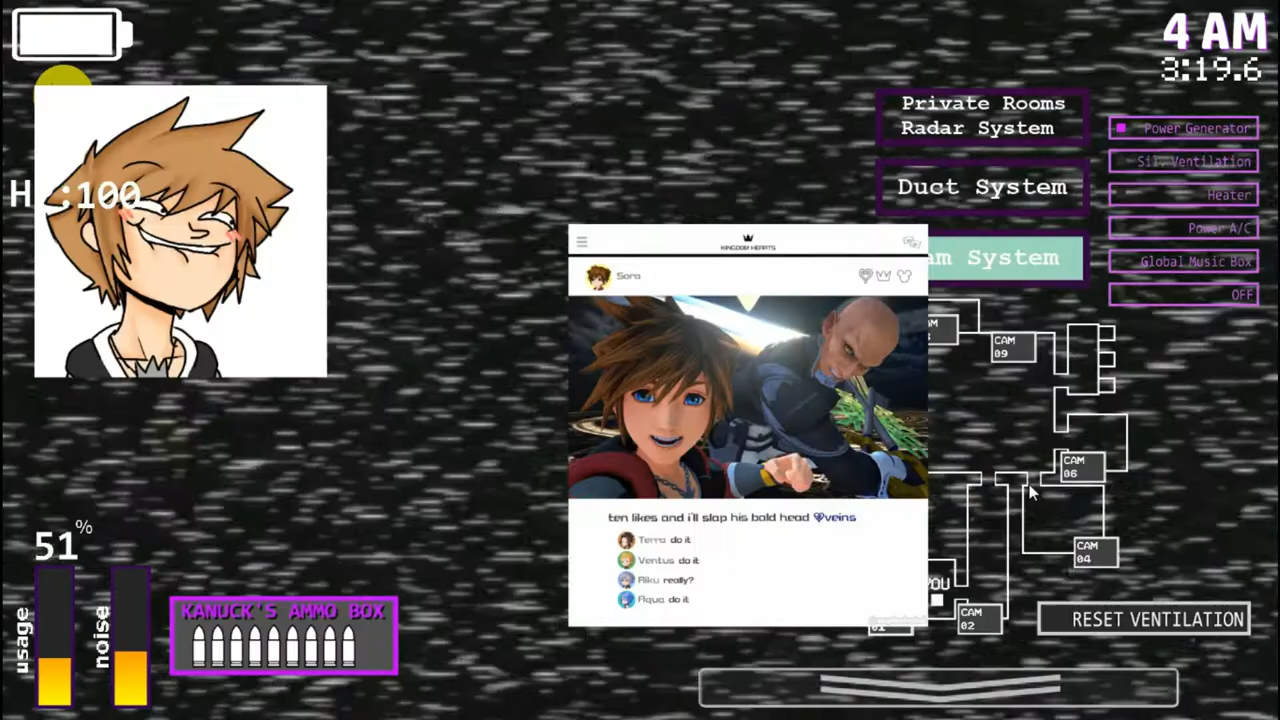 4 AM
3:19.6
Private Rooms
Radar System
Duct System
Power Generator
Sil. Ventilation
Heater
Power A/C
Global Music Box
OFF
:100
KINGDOM HEARTS
Sora
CAM
09
ten likes and i'll slap his bald head veins
Terra do it
Ventus do it
Riku really?
Aqua do it
System
CAM
06
CAM
04
CAM
02
01
YOU
RESET VENTILATION
51%
usage
noise
KANUCK'S AMMO BOX